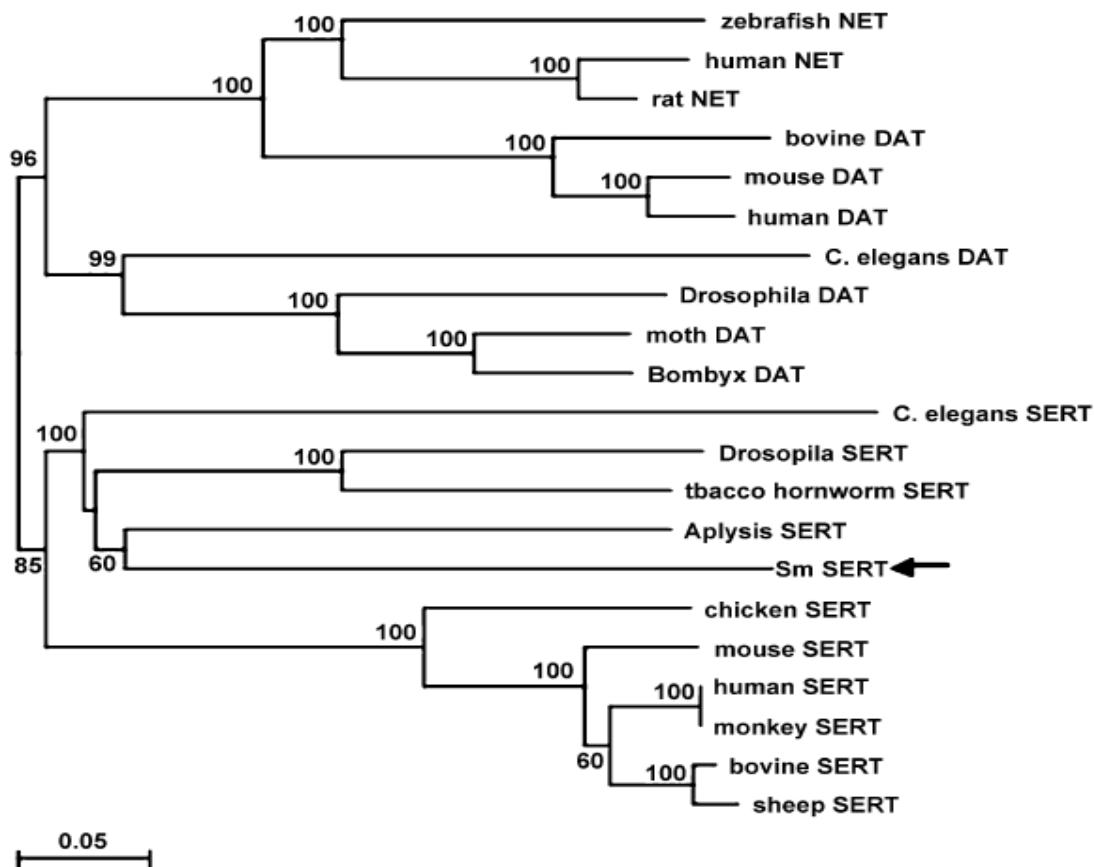 zebrafish NET
100
human NET
100
100
rat NET
bovine DAT
100
96
mouse DAT
100
human DAT
C. elegans DAT
99
Drosophila DAT
100
moth DAT
100
Bombyx DAT
C. elegans SERT
100
Drosopila SERT
100
tbacco hornworm SERT
Aplysis SERT
85
60
Sm SERT
chicken SERT
100
mouse SERT
100
human SERT
100
monkey SERT
60
bovine SERT
100
sheep SERT
0.05